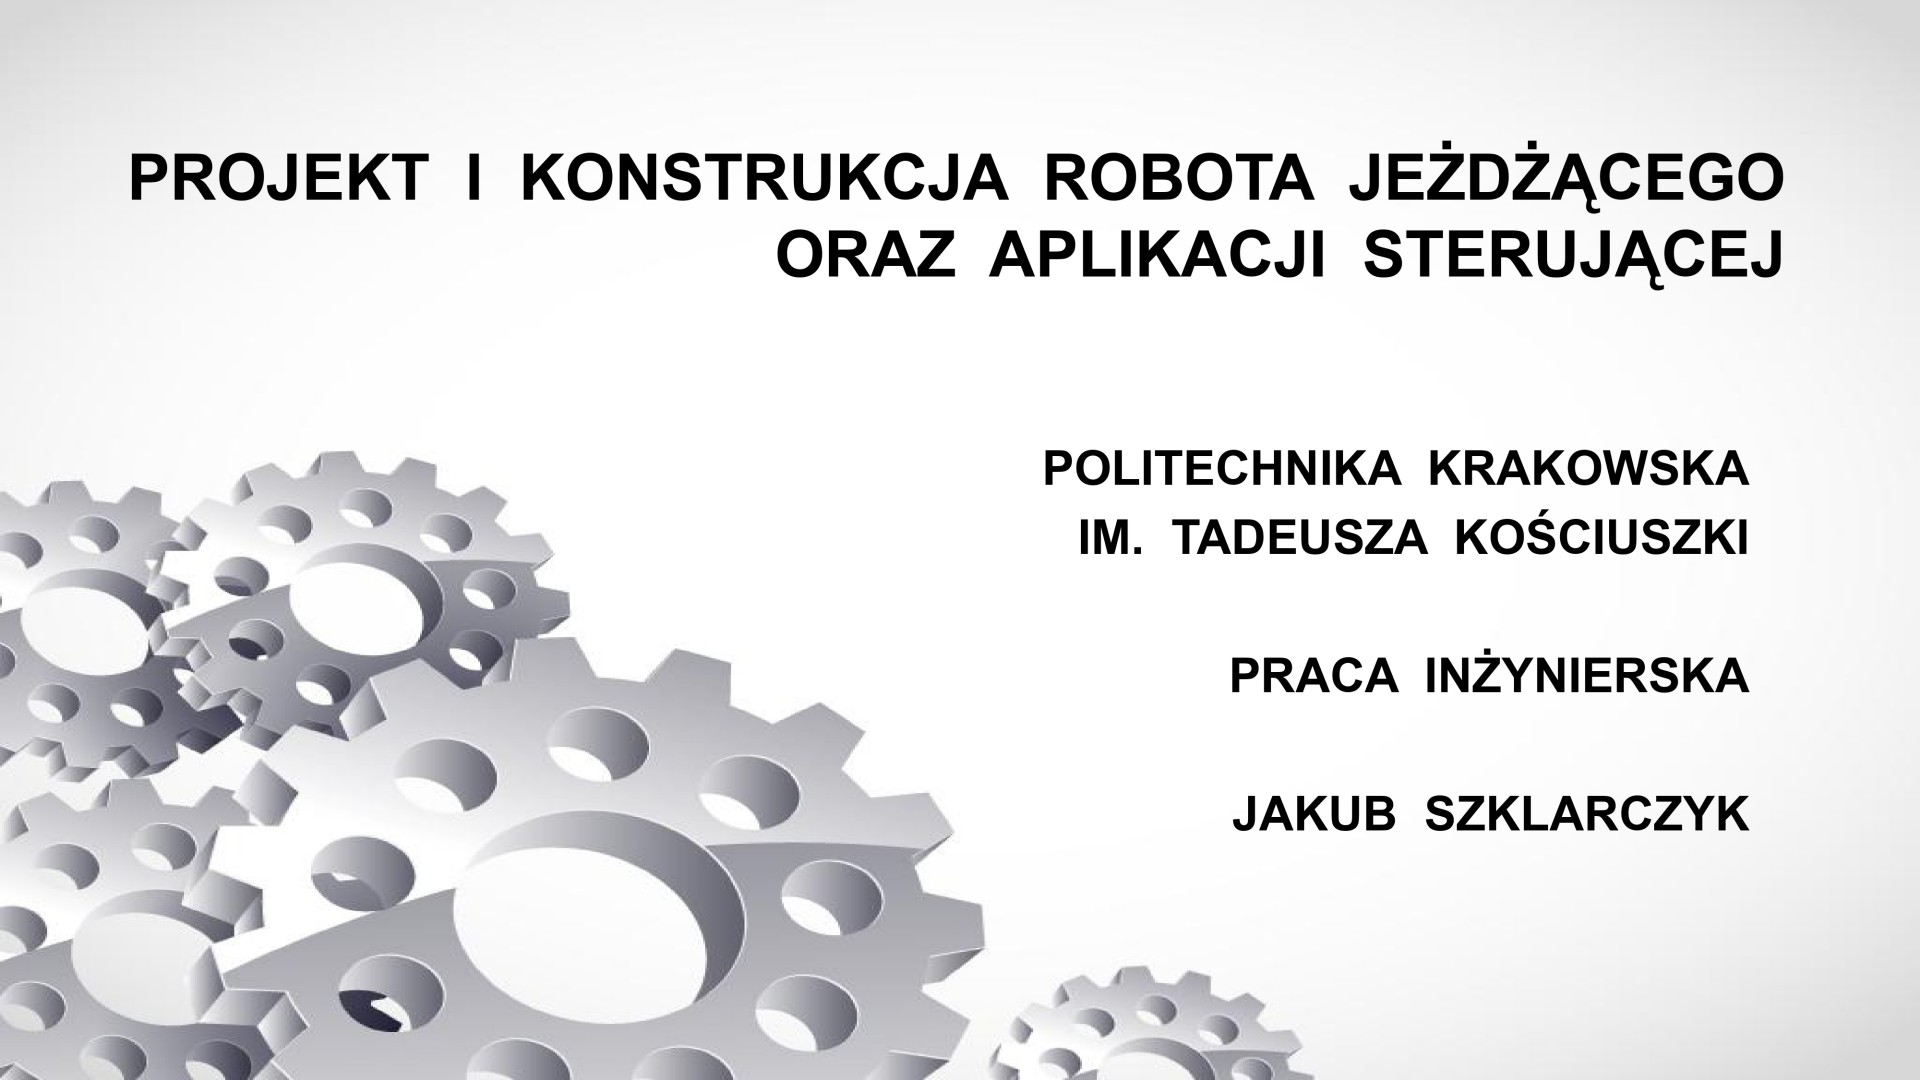 PROJEKT I KONSTRUKCJA ROBOTA JEŻDŻĄCEGO
ORAZ APLIKACJI STERUJĄCEJ
POLITECHNIKA KRAKOWSKA
IM. TADEUSZA KOŚCIUSZKI
PRACA INŻYNIERSKA
JAKUB SZKLARCZYK